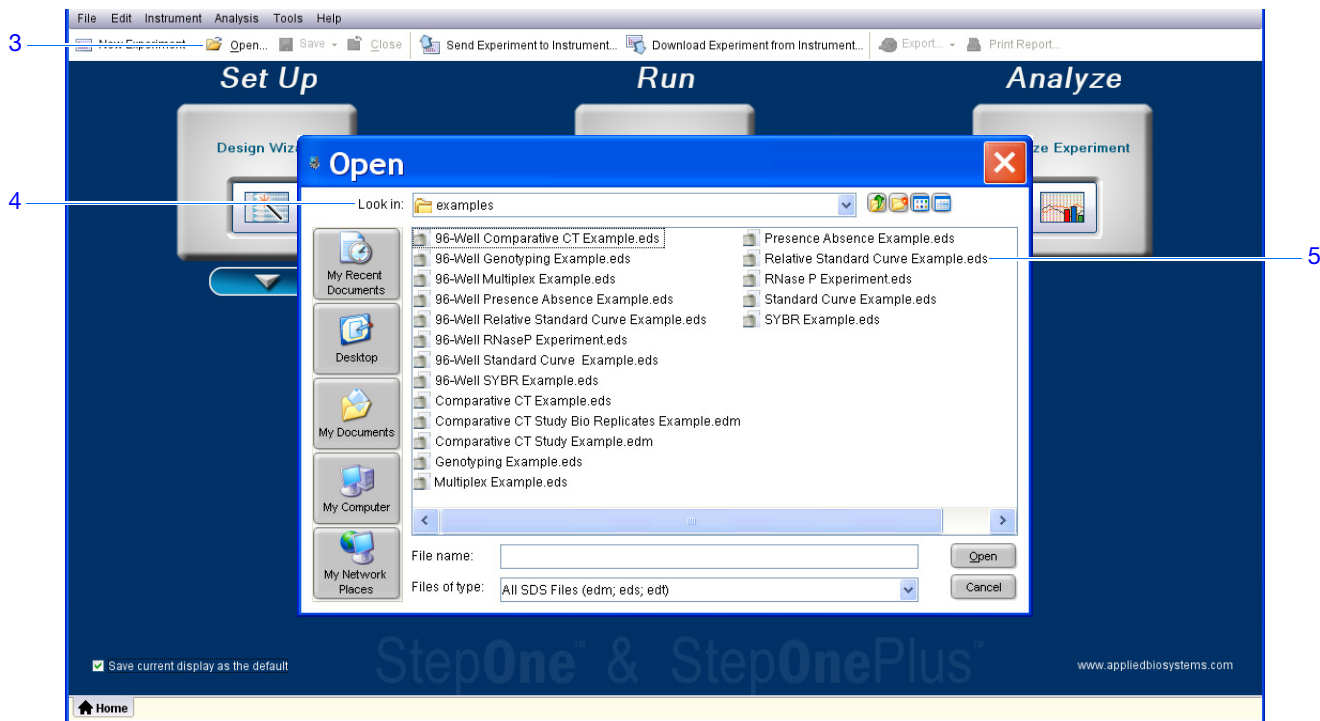 File Edit Instrument Analysis Tools Help
3
New Experiment Open... Save Close Send Experiment to Instrument... Download Experiment from Instrument... Export... Print Report...
Set Up Run Analyze
Design Wiz ze Experiment
Open
4
Look in: examples
My Recent Documents
Desktop
My Documents
My Computer
My Network Places
96-Well Comparative CT Example.eds
96-Well Genotyping Example.eds
96-Well Multiplex Example.eds
96-Well Presence Absence Example.eds
96-Well Relative Standard Curve Example.eds
96-Well RNaseP Experiment.eds
96-Well Standard Curve Example.eds
96-Well SYBR Example.eds
Comparative CT Example.eds
Comparative CT Study Bio Replicates Example.edm
Comparative CT Study Example.edm
Genotyping Example.eds
Multiplex Example.eds
Presence Absence Example.eds
Relative Standard Curve Example.eds
5
RNase P Experiment.eds
Standard Curve Example.eds
SYBR Example.eds
File name: Open
Files of type: All SDS Files (edm; eds; edt) Cancel
StepOne™ & StepOnePlus™
Save current display as the default
www.appliedbiosystems.com
Home